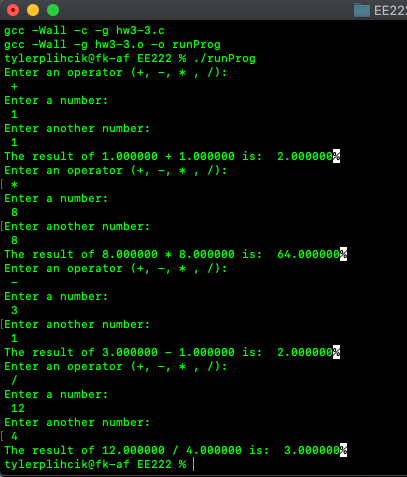 EE222
gcc -Wall -c -g hw3-3.c
gcc -Wall -g hw3-3.o -o runProg
tylerplihcik@fk-af EE222 % ./runProg
Enter an operator (+, -, * , /):
+
Enter a number:
1
Enter another number:
1
The result of 1.000000 + 1.000000 is:  2.000000%
Enter an operator (+, -, * , /):
[ *
Enter a number:
8
[Enter another number:
8
The result of 8.000000 * 8.000000 is:  64.000000%
Enter an operator (+, -, * , /):
-
Enter a number:
3
[Enter another number:
1
The result of 3.000000 - 1.000000 is:  2.000000%
Enter an operator (+, -, * , /):
/
Enter a number:
12
Enter another number:
[ 4
The result of 12.000000 / 4.000000 is:  3.000000%
tylerplihcik@fk-af EE222 %